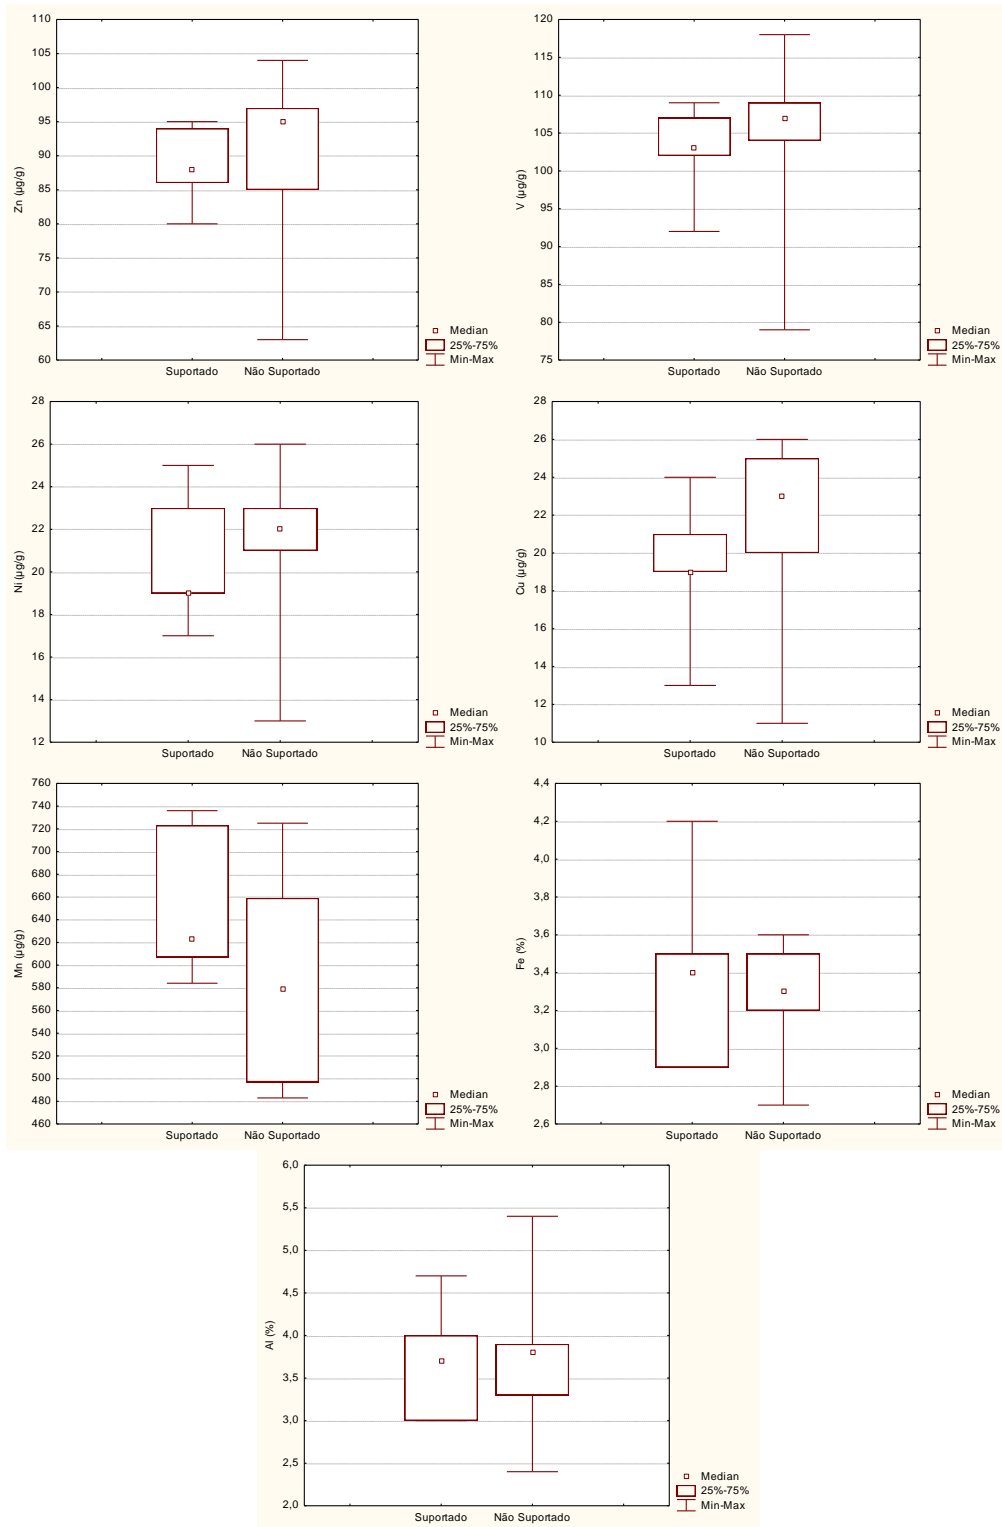 110
105
100
95
90
85
80
75
70
65
60
Zn (µg/g)
Suportado Não Suportado
Median
25%-75%
Min-Max
120
115
110
105
100
95
90
85
80
75
V (µg/g)
Suportado Não Suportado
Median
25%-75%
Min-Max
28
26
24
22
20
18
16
14
12
Ni (µg/g)
Suportado Não Suportado
Median
25%-75%
Min-Max
28
26
24
22
20
18
16
14
12
10
Cu (µg/g)
Suportado Não Suportado
Median
25%-75%
Min-Max
760
740
720
700
680
660
640
620
600
580
560
540
520
500
480
460
Mn (µg/g)
Suportado Não Suportado
Median
25%-75%
Min-Max
4,4
4,2
4,0
3,8
3,6
3,4
3,2
3,0
2,8
2,6
Fe (%)
Suportado Não Suportado
Median
25%-75%
Min-Max
6,0
5,5
5,0
4,5
4,0
3,5
3,0
2,5
2,0
Al (%)
Suportado Não Suportado
Median
25%-75%
Min-Max